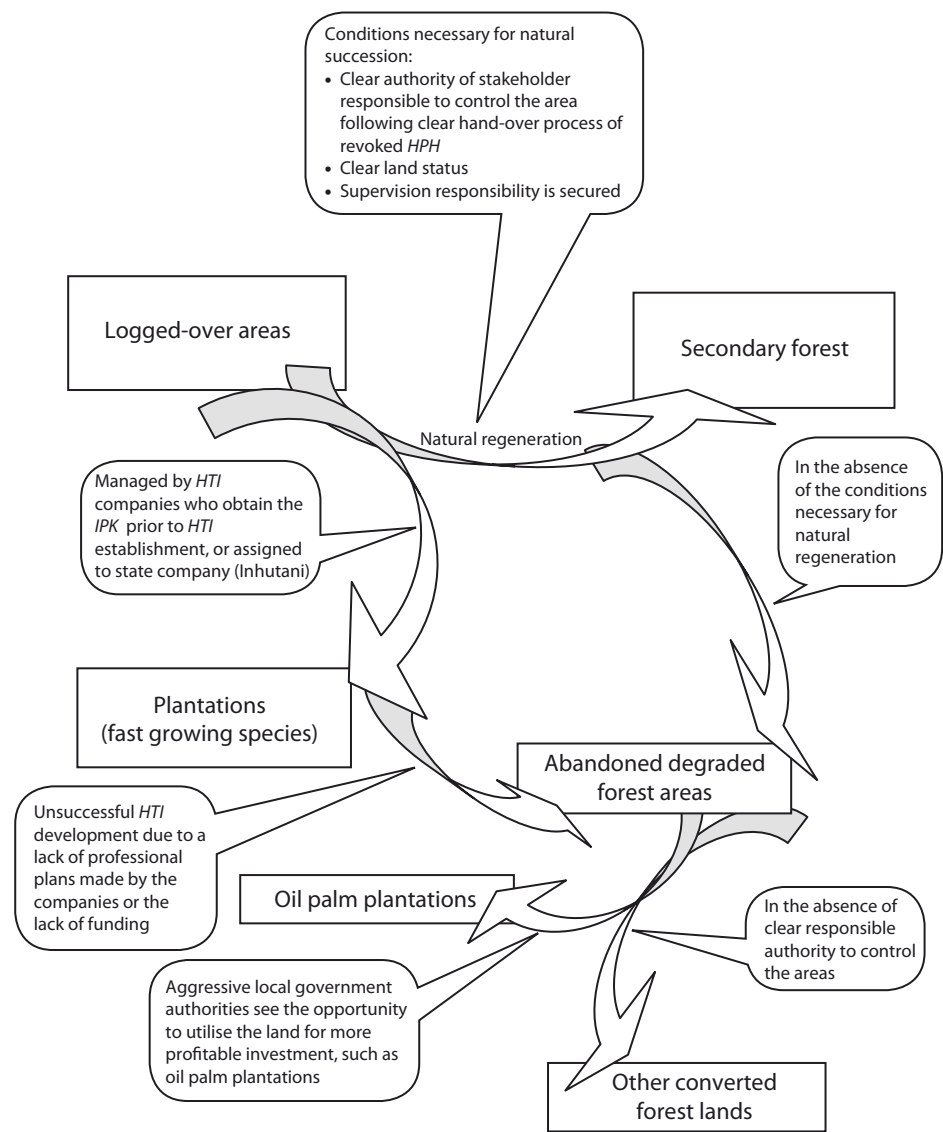 Conditions necessary for natural
succession:
• Clear authority of stakeholder
responsible to control the area
following clear hand-over process of
revoked HPH
• Clear land status
• Supervision responsibility is secured
Logged-over areas
Secondary forest
Natural regeneration
Managed by HTI
companies who obtain the
IPK prior to HTI
establishment, or assigned
to state company (Inhutani)
In the absence
of the conditions
necessary for
natural
regeneration
Plantations
(fast growing species)
Abandoned degraded
forest areas
Unsuccessful HTI
development due to a
lack of professional
plans made by the
companies or the
lack of funding
Oil palm plantations
In the absence of
clear responsible
authority to control
the areas
Aggressive local government
authorities see the opportunity
to utilise the land for more
profitable investment, such as
oil palm plantations
Other converted
forest lands